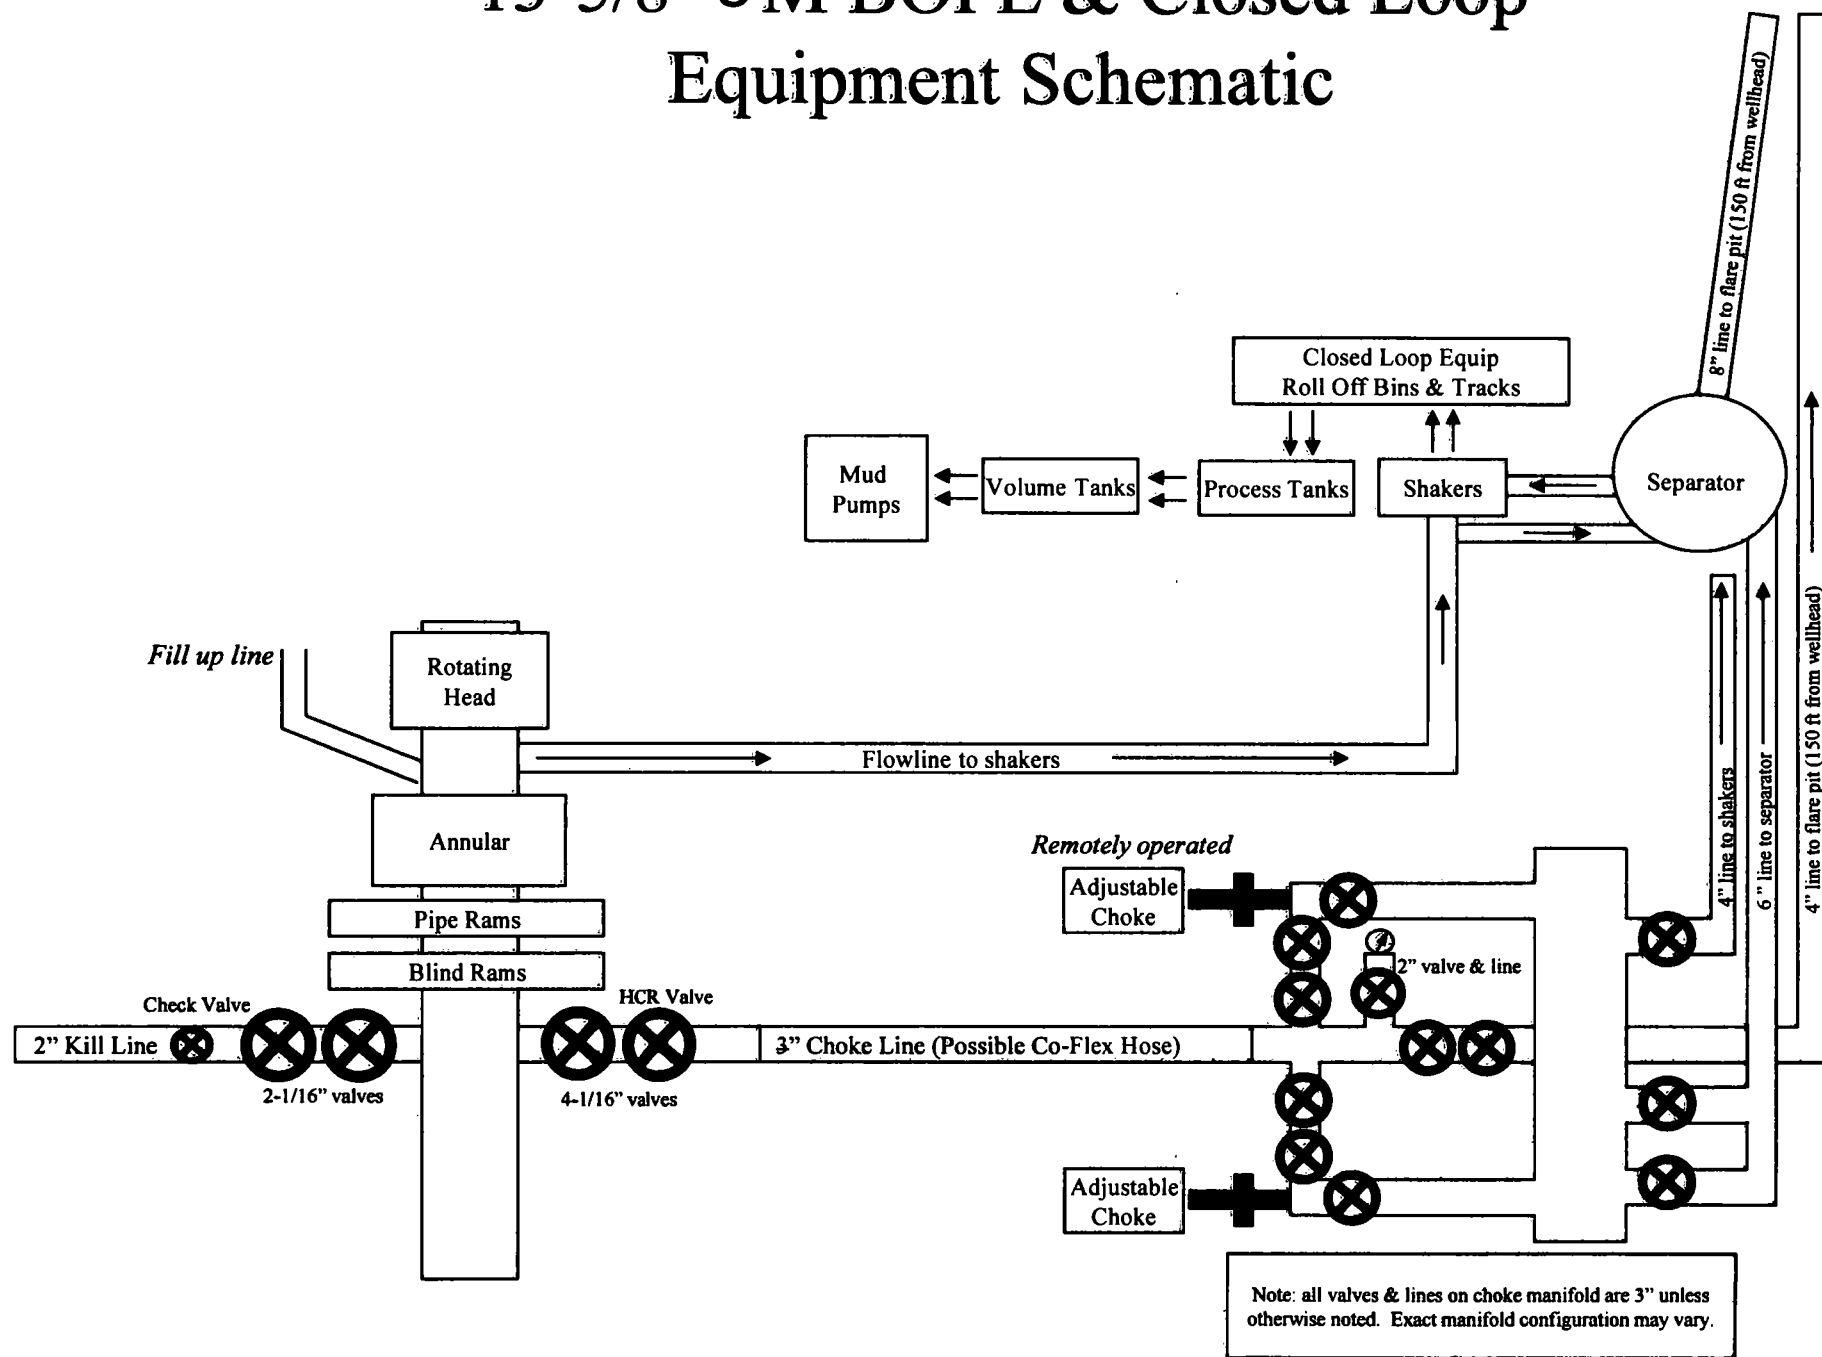 BOPE & Closed Loop
Equipment Schematic
8” line to flare pit (150 ft from wellhead)
Closed Loop Equip
Roll Off Bins & Tracks
Mud
Pumps
Volume Tanks
Process Tanks
Shakers
Separator
Fill up line
Rotating
Head
Flowline to shakers
4” line to shakers
6” line to separator
4” line to flare pit (150 ft from wellhead)
Annular
Remotely operated
Adjustable
Choke
Pipe Rams
Blind Rams
2” valve & line
Check Valve
HCR Valve
2” Kill Line
3” Choke Line (Possible Co-Flex Hose)
2-1/16” valves
4-1/16” valves
Adjustable
Choke
Note: all valves & lines on choke manifold are 3” unless
otherwise noted. Exact manifold configuration may vary.